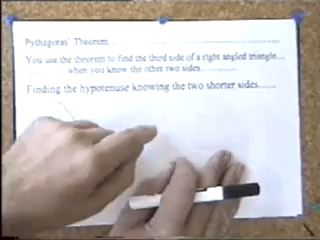 Pythagoras' Theorem.......................................................
You use the theorem to find the third side of a right angled triangle...
............ when you know the other two sides............
Finding the hypotenuse knowing the two shorter sides.....